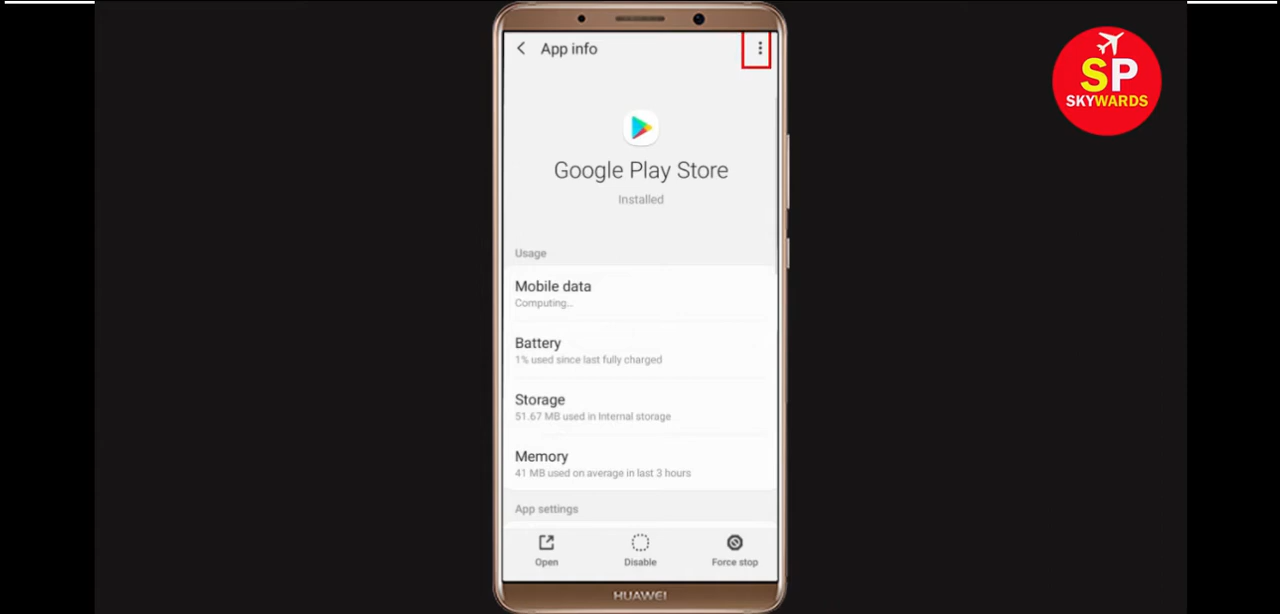 App info
SP
SKYWARDS
Google Play Store
Installed
Usage
Mobile data
Computing...
Battery
1% used since last fully charged
Storage
51.67 MB used in Internal storage
Memory
41 MB used on average in last 3 hours
App settings
Open
Disable
Force stop
HUAWEI